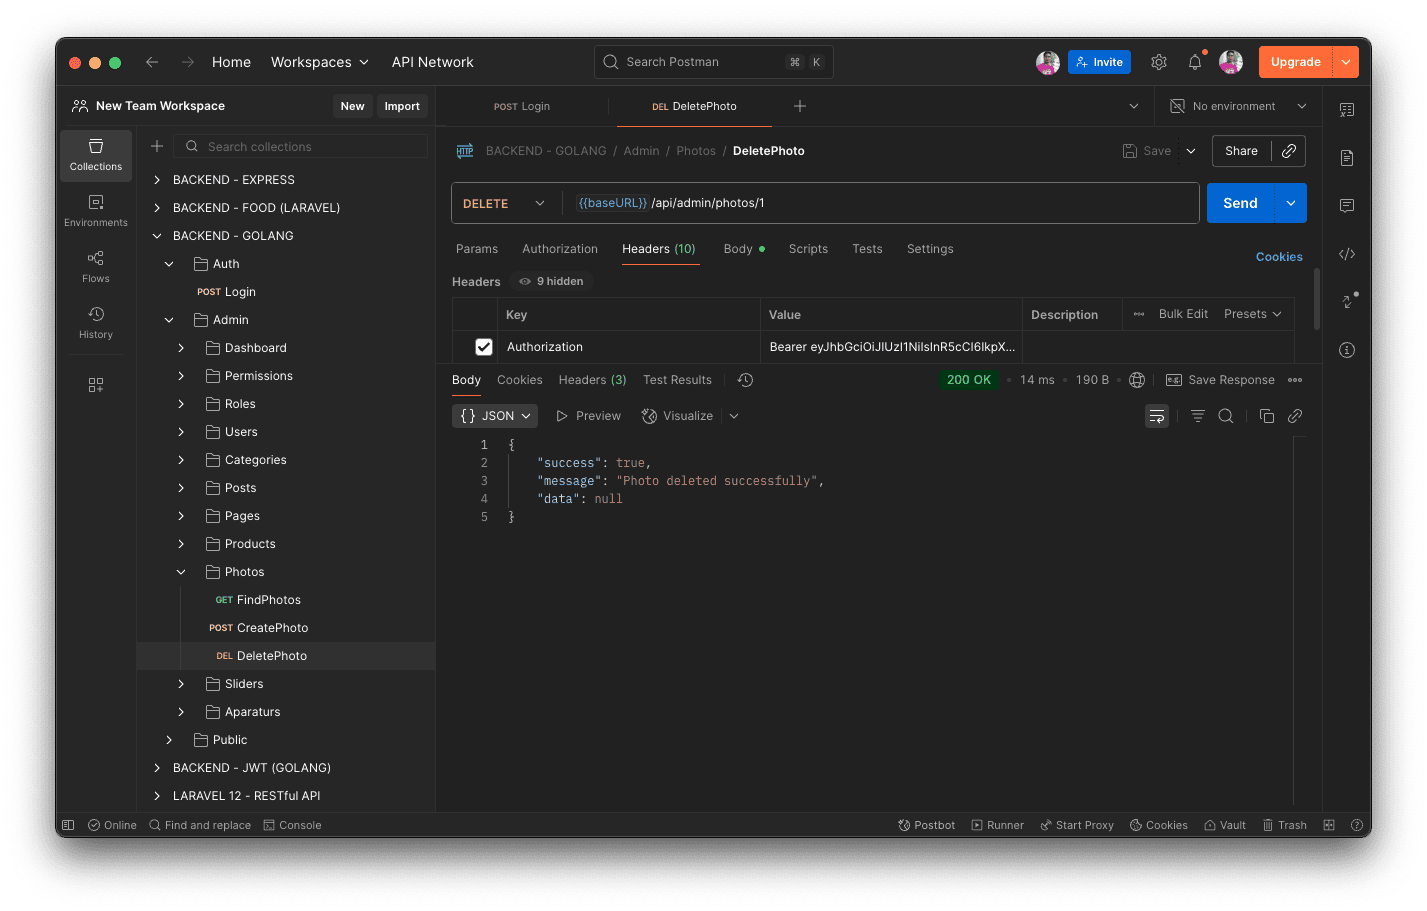 Home
Workspaces
API Network
Search Postman
⌘ K
Invite
Upgrade
New Team Workspace
New
Import
POST Login
DEL DeletePhoto
No environment
Collections
Environments
Flows
History
Search collections
BACKEND - EXPRESS
BACKEND - FOOD (LARAVEL)
BACKEND - GOLANG
Auth
POST Login
Admin
Dashboard
Permissions
Roles
Users
Categories
Posts
Pages
Products
Photos
GET FindPhotos
POST CreatePhoto
DEL DeletePhoto
Sliders
Aparaturs
Public
BACKEND - JWT (GOLANG)
LARAVEL 12 - RESTful API
HTTP BACKEND - GOLANG / Admin / Photos / DeletePhoto
Save
Share
DELETE
{{baseURL}} /api/admin/photos/1
Send
Params Authorization Headers (10) Body Scripts Tests Settings
Cookies
Headers 9 hidden
Key Value Description Bulk Edit Presets
Authorization Bearer eyJhbGciOiJIUzI1NiIsInR5cCI6IkpX...
Body Cookies Headers (3) Test Results
200 OK • 14 ms • 190 B
e.g. Save Response
{} JSON Preview Visualize
1 {
2 "success": true,
3 "message": "Photo deleted successfully",
4 "data": null
5 }
Online Find and replace Console
Postbot Runner Start Proxy Cookies Vault Trash